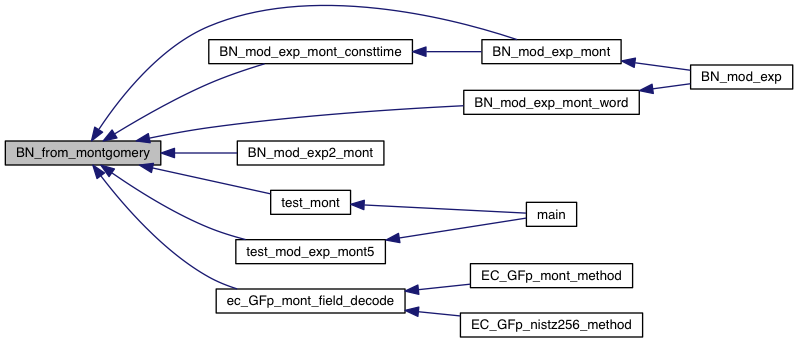 BN_mod_exp_mont_consttime
BN_mod_exp_mont
BN_mod_exp
BN_mod_exp_mont_word
BN_from_montgomery
BN_mod_exp2_mont
test_mont
main
test_mod_exp_mont5
EC_GFp_mont_method
ec_GFp_mont_field_decode
EC_GFp_nistz256_method